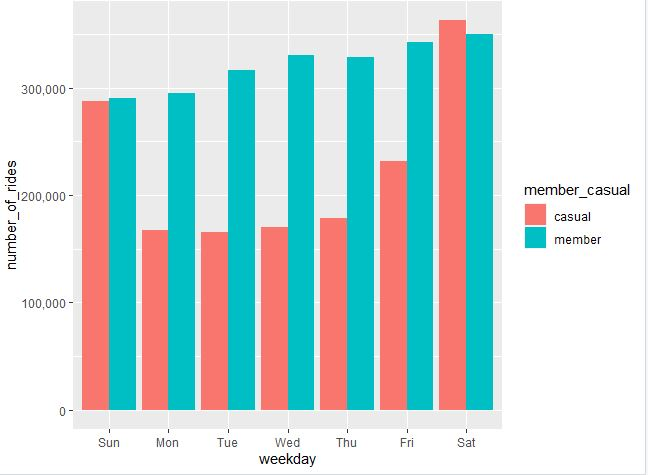 number_of_rides
300,000
200,000
100,000
0
Sun Mon Tue Wed Thu Fri Sat
weekday
member_casual
casual
member